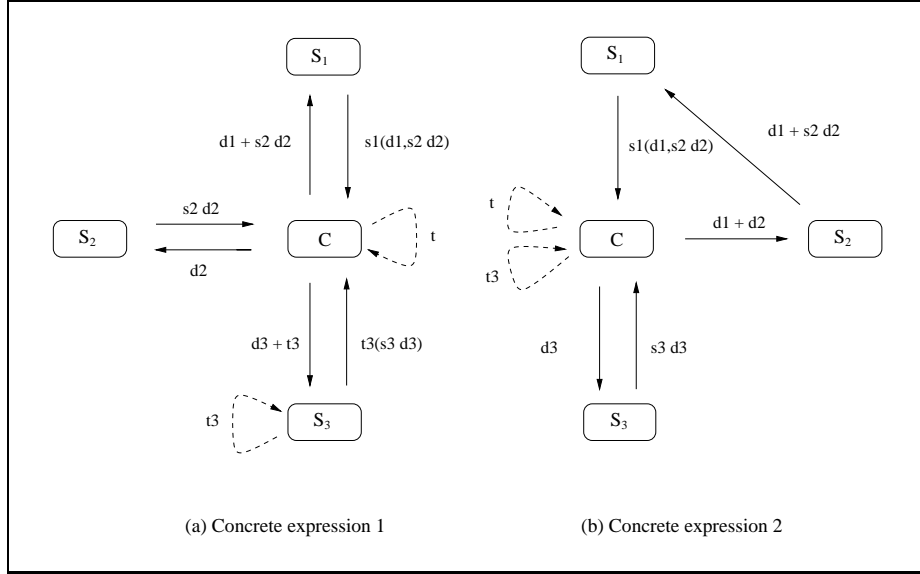 S1
d1 + s2 d2
s1(d1,s2 d2)
s2 d2
S2
C
t
d2
d3 + t3
t3(s3 d3)
t3
S3
(a) Concrete expression 1
S1
d1 + s2 d2
s1(d1,s2 d2)
t
C
d1 + d2
S2
t3
d3
s3 d3
S3
(b) Concrete expression 2